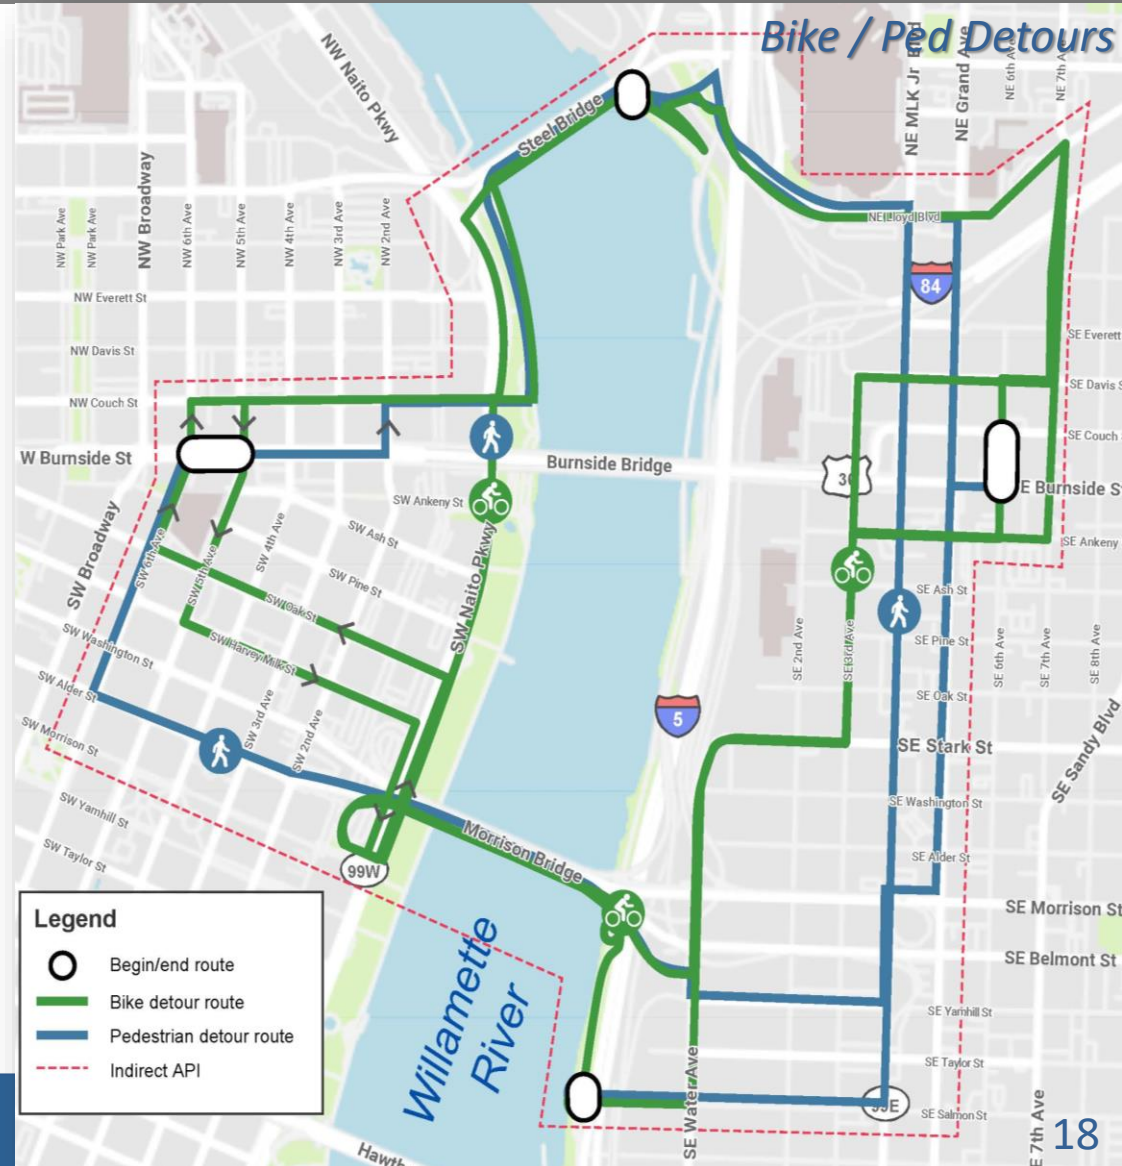 Bike / Ped Detours
NW Naito Pkwy
Steel Bridge
NE MLK Jr Blvd
NE Grand Ave
NE 6th Ave
NE 7th A
NW Park Ave
NW Park Ave
NW Broadway
NW 6th Ave
NW 5th Ave
NW 4th Ave
NW 3rd Ave
NW 2nd Ave
NE Lloyd Blvd
84
NW Everett St
NW Davis St
NW Couch St
SE Everett
SE Davis S
SE Couch
W Burnside St
Burnside Bridge
30
E Burnside St
SW Ankeny St
SE Ankeny
SW Broadway
SW 6th Ave
SW 5th Ave
SW 4th Ave
SW Ash St
SW Pine St
SW Oak St
SW Naito Pkwy
SW Harvey Milk St
SW Washington St
SW Alder St
SW Morrison St
SW 3rd Ave
SW 2nd Ave
SW Yamhill St
SW Taylor St
99W
Morrison Bridge
5
SE 2nd Ave
SE 3rd Ave
SE Ash St
SE Pine St
SE Oak St
SE 6th Ave
SE 7th Ave
SE 8th Ave
SE Stark St
SE Sandy Blvd
SE Washington St
SE Alder St
SE Morrison St
SE Belmont St
SE Yamhill St
SE Taylor St
SE Salmon St
99E
SE Water Ave
E 7th Ave
Willamette
River
Hawth
Legend
Begin/end route
Bike detour route
Pedestrian detour route
Indirect API
18